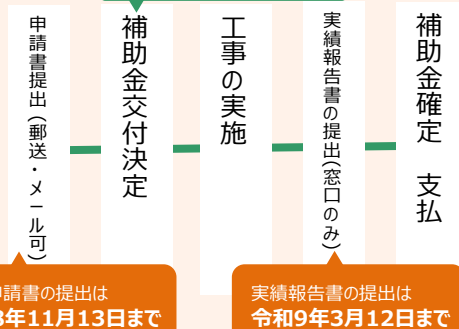 申請書提出(郵送・メール可)
補助金交付決定
工事の実施
実績報告書の提出(窓口のみ)
補助金確定 支払
請書の提出は
年11月13日まで
実績報告書の提出は
令和9年3月12日まで